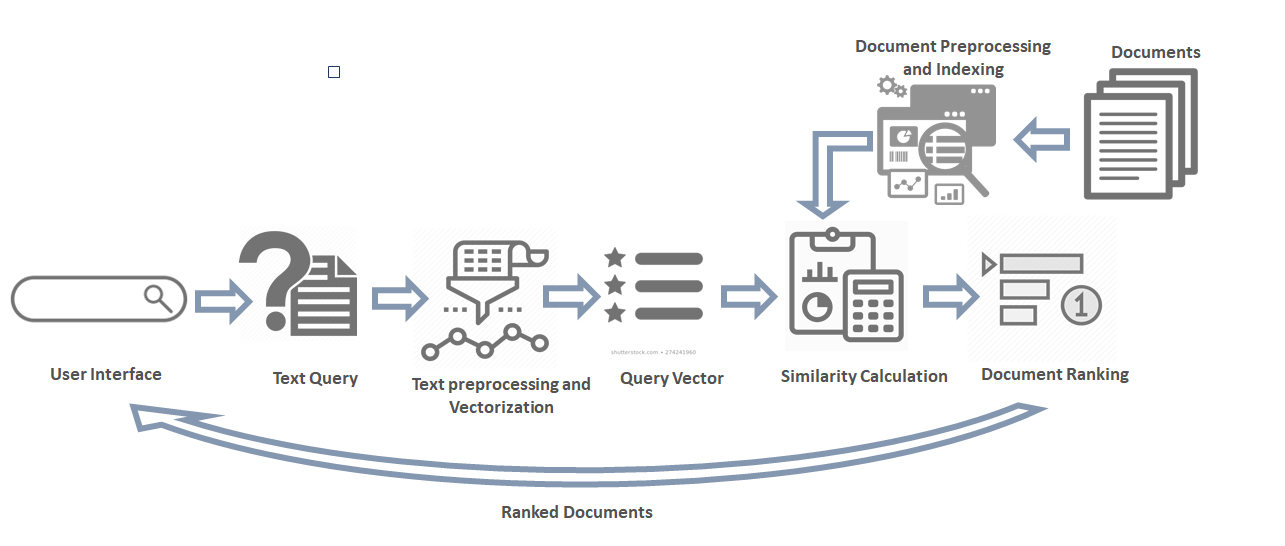 Document Preprocessing
and Indexing
Documents
1
shutterstock.com • 274241960
User Interface
Text Query
Text preprocessing and
Vectorization
Query Vector
Similarity Calculation
Document Ranking
Ranked Documents